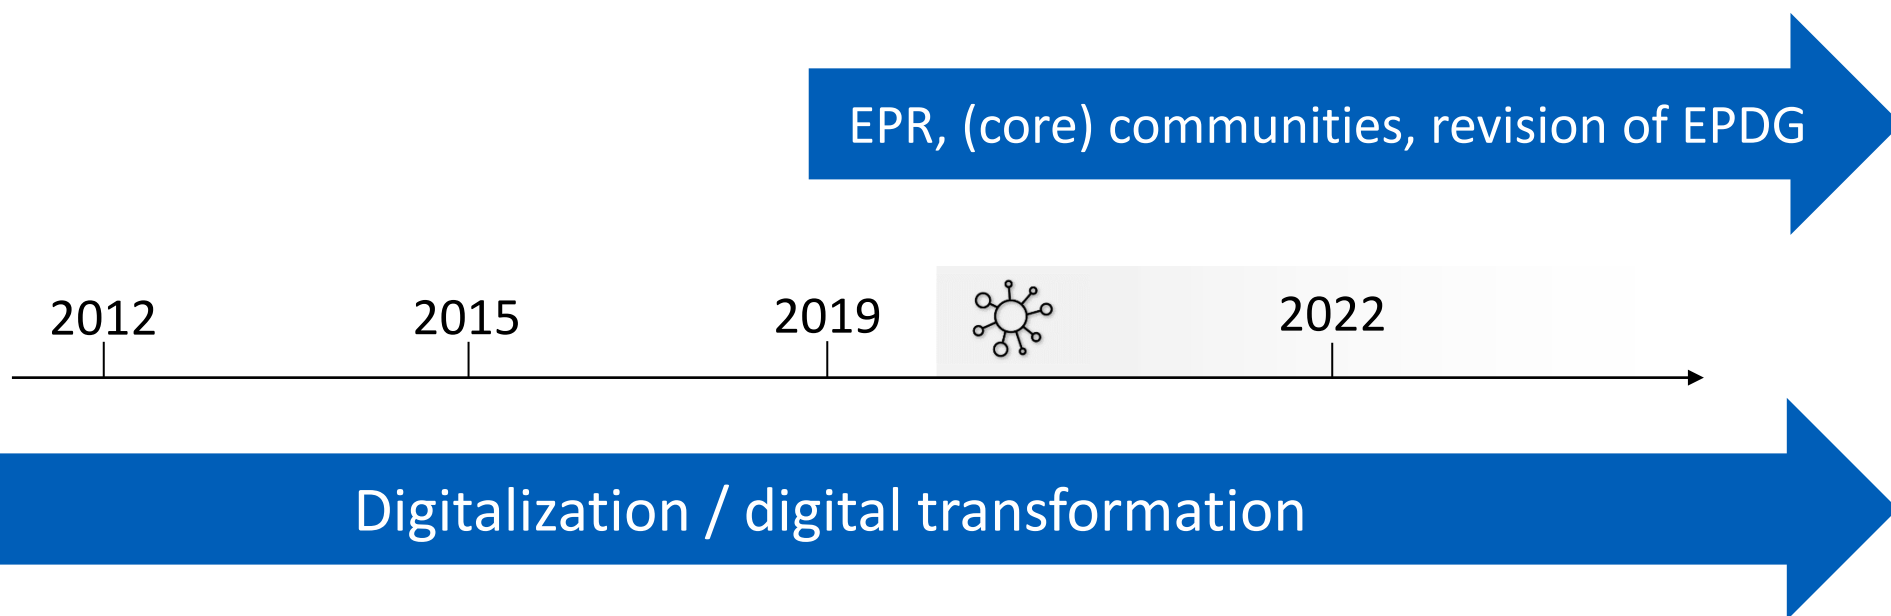 EPR, (core) communities, revision of EPDG
2012 2015 2019 2022
Digitalization / digital transformation